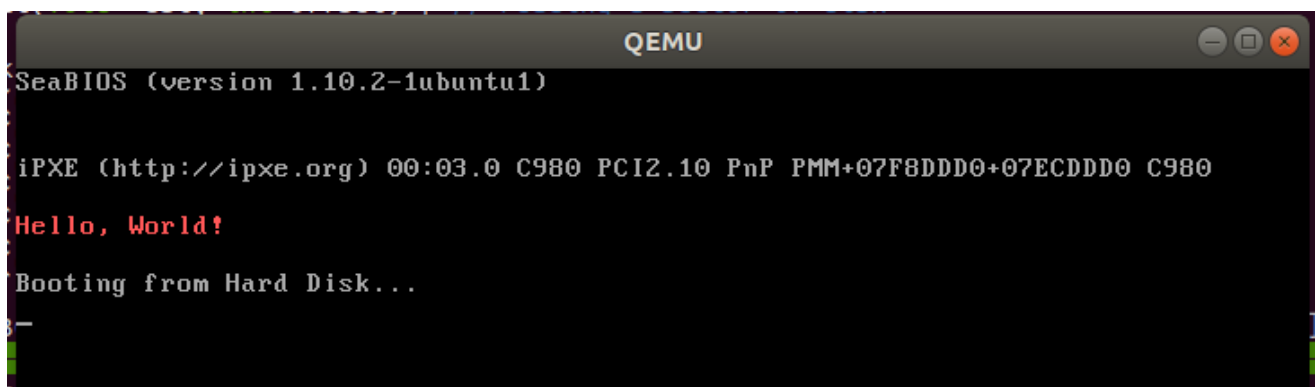 QEMU
SeaBIOS (version 1.10.2-1ubuntu1)
iPXE (http://ipxe.org) 00:03.0 C980 PCI2.10 PnP PMM+07F8DDD0+07ECDDD0 C980
Hello, World!
Booting from Hard Disk...